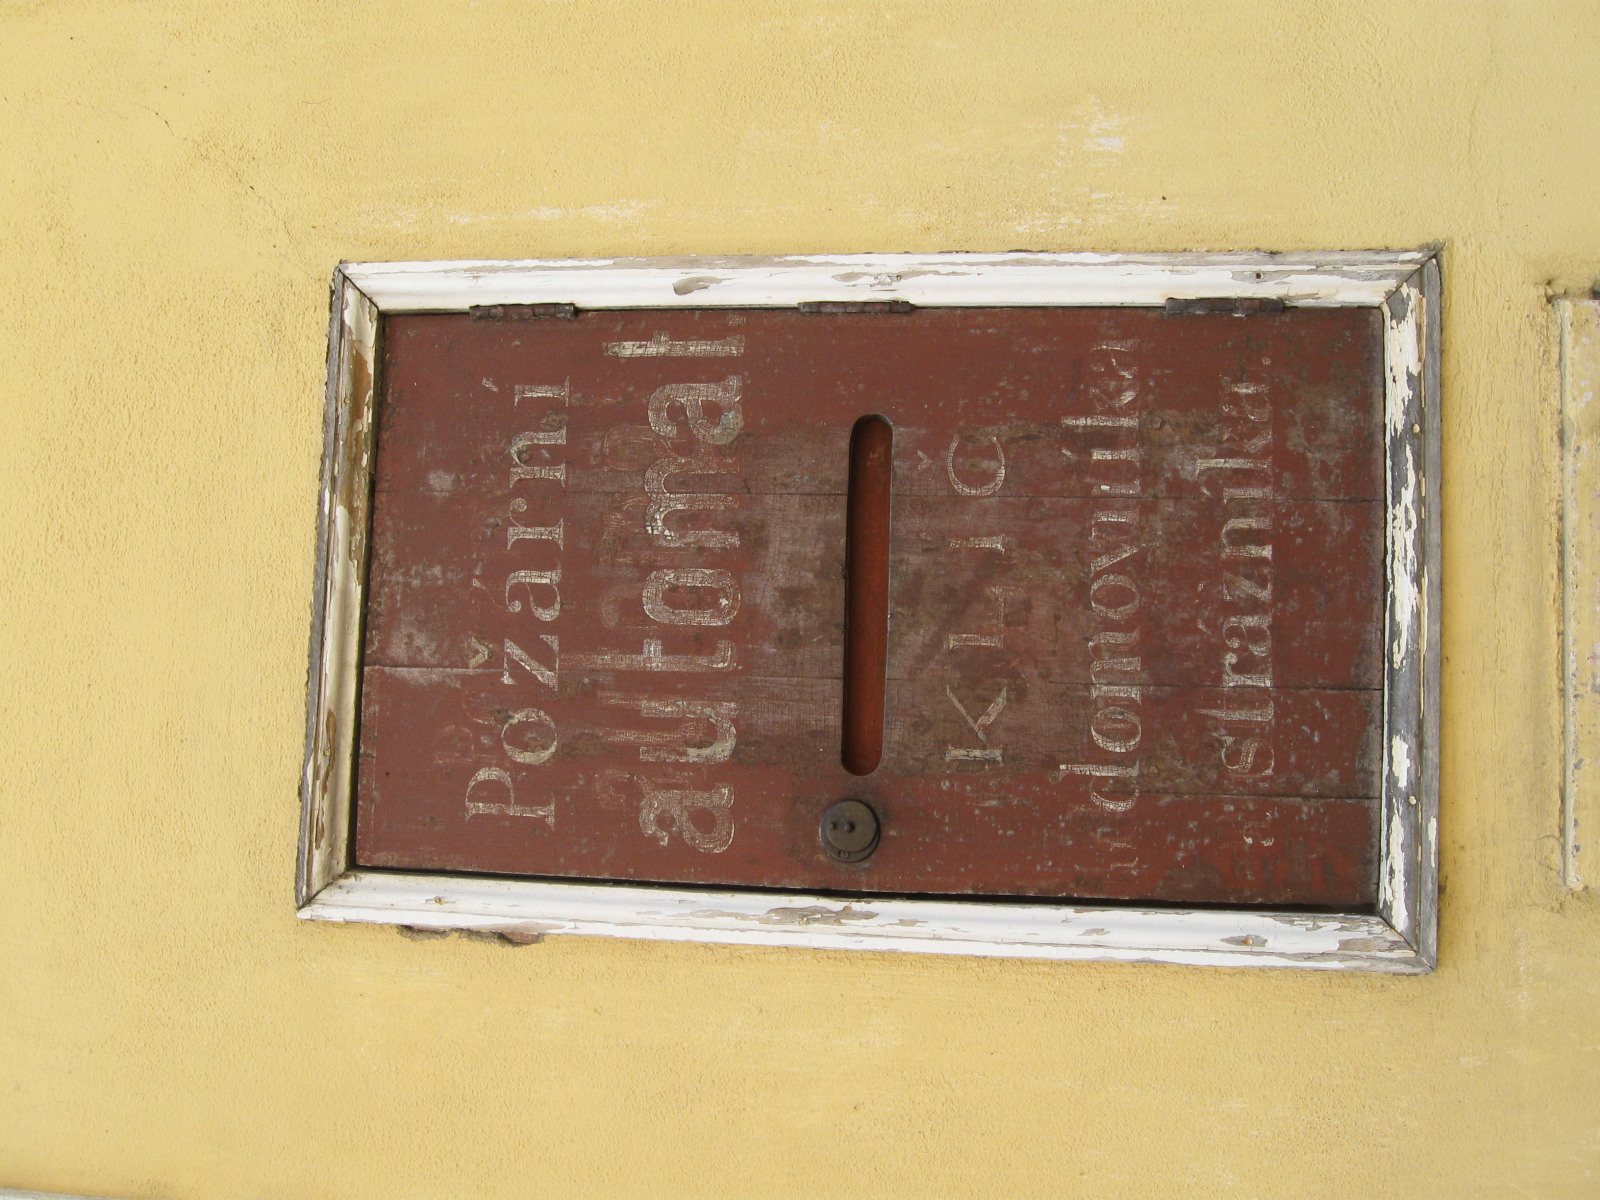 Požární
automat
KLíČ
u domovníka
strážníka.